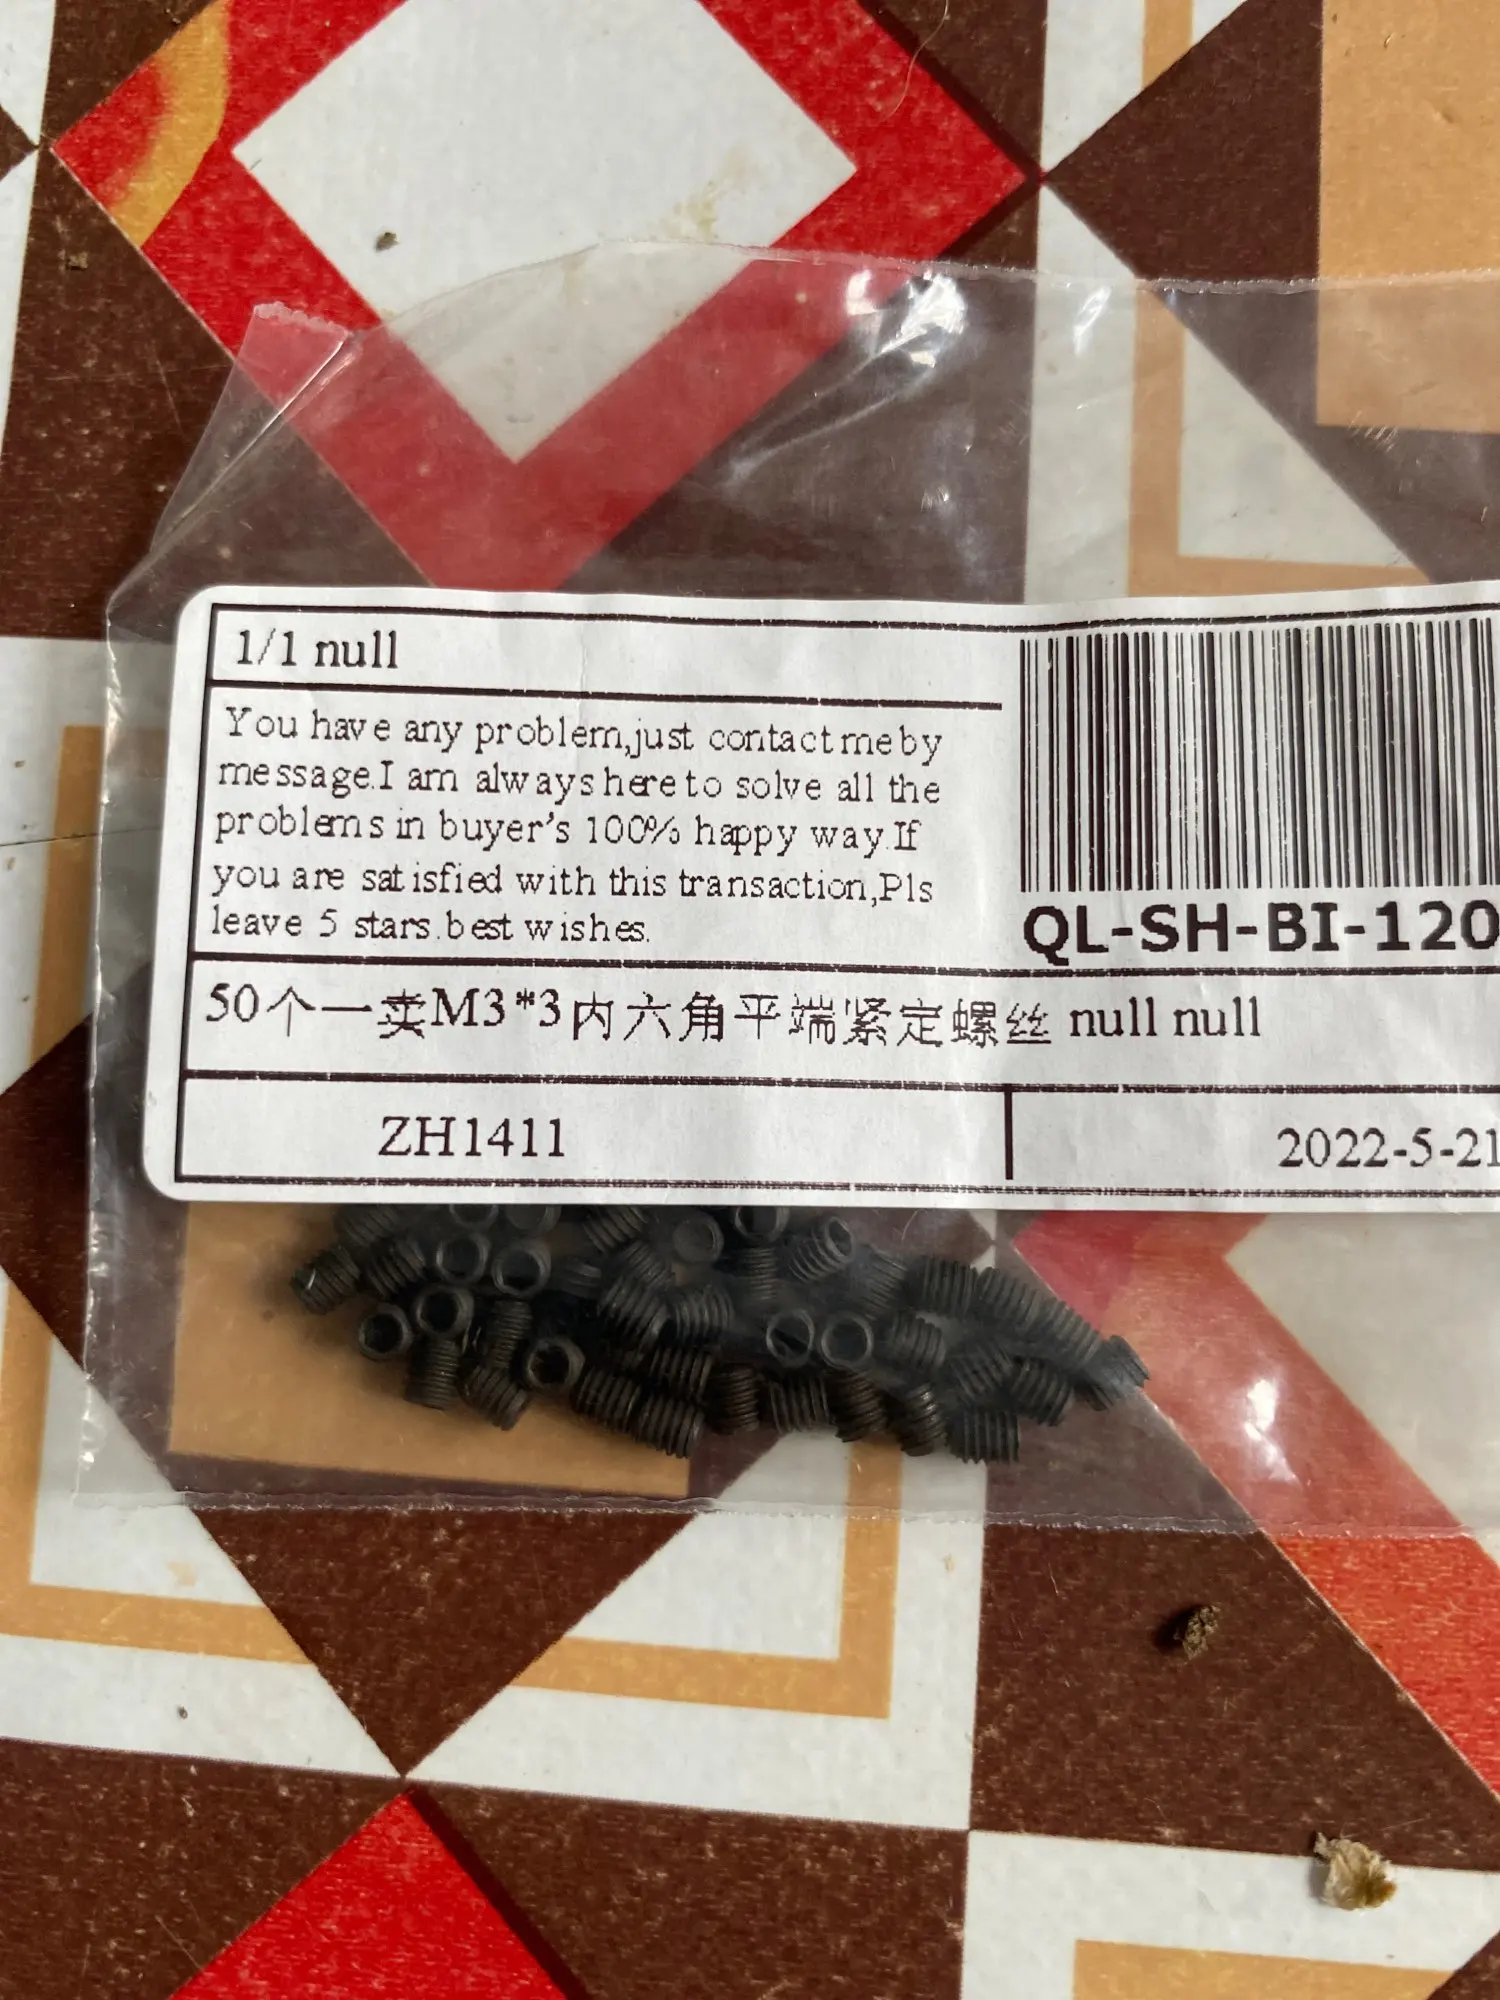 1/1 null
You have any problem,just contact me by
message.I am always here to solve all the
problems in buyer's 100% happy way.If
you are satisfied with this transaction,Pls
leave 5 stars.best wishes.
QL-SH-BI-120
50个一卖M3*3内六角平端紧定螺丝 null null
ZH1411
2022-5-21